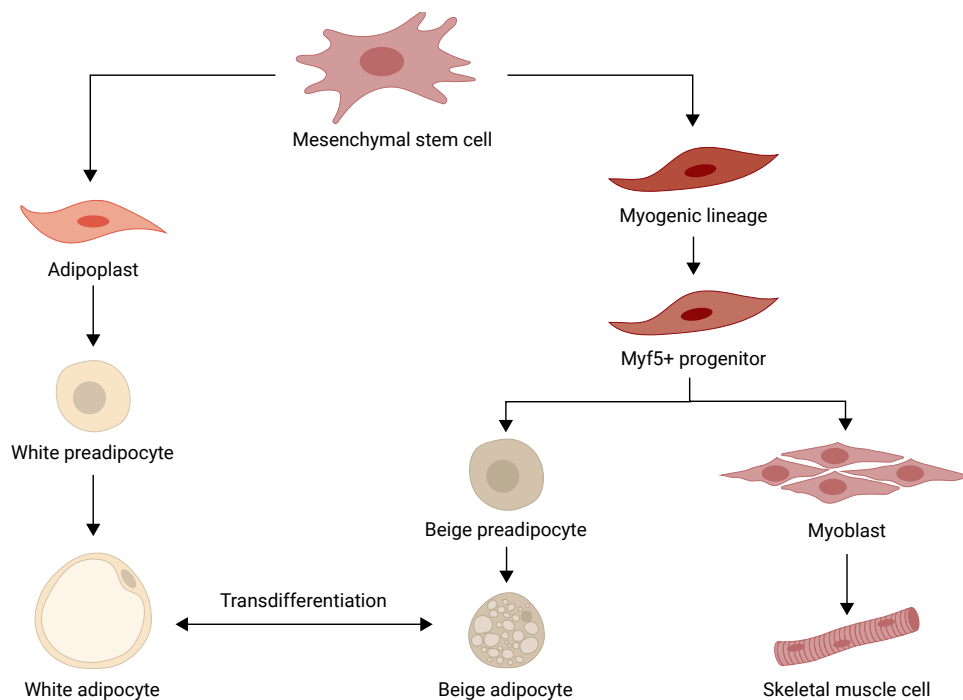 Mesenchymal stem cell
Myogenic lineage
Adipoplast
Myf5+ progenitor
White preadipocyte
Beige preadipocyte
Myoblast
Transdifferentiation
White adipocyte
Beige adipocyte
Skeletal muscle cell